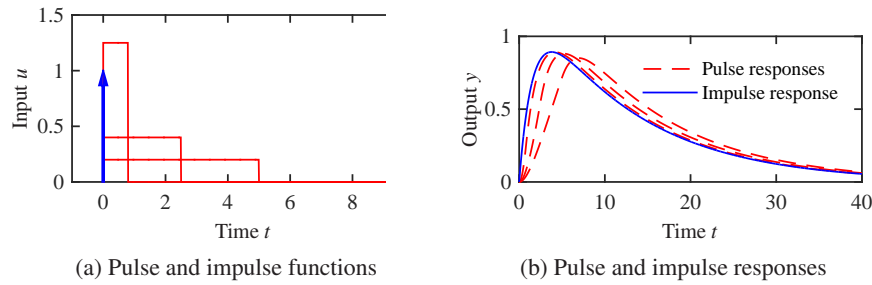 1.5
1
0.5
0
Input u
0 2 4 6 8
Time t
(a) Pulse and impulse functions
1
0.5
0
Output y
Pulse responses
Impulse response
0 10 20 30 40
Time t
(b) Pulse and impulse responses